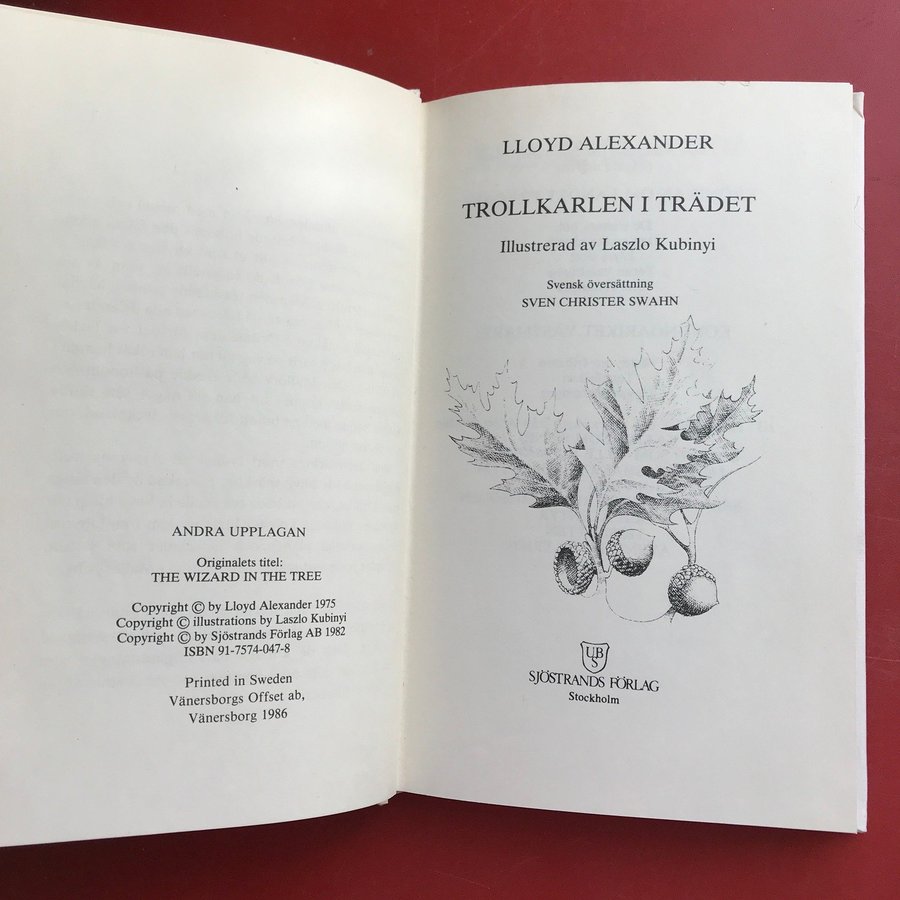 ANDRA UPPLAGAN
Originalets titel:
THE WIZARD IN THE TREE
Copyright © by Lloyd Alexander 1975
Copyright © illustrations by Laszlo Kubinyi
Copyright © by Sjöstrands Förlag AB 1982
ISBN 91-7574-047-8
Printed in Sweden
Vänersborgs Offset ab,
Vänersborg 1986
LLOYD ALEXANDER
TROLLKARLEN I TRÄDET
Illustrerad av Laszlo Kubinyi
Svensk översättning
SVEN CHRISTER SWAHN
UBS
SJÖSTRANDS FÖRLAG
Stockholm